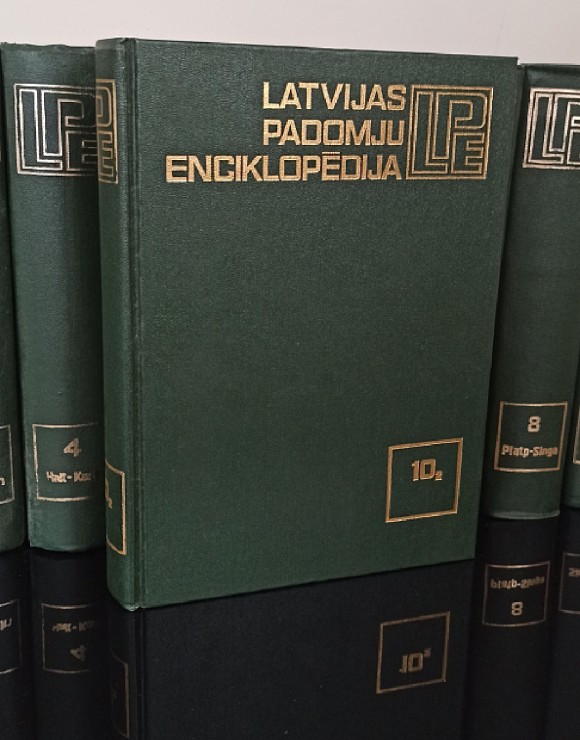 LATVIJAS
PADOMJU
ENCIKLOPĒDIJA
LPE
10₂
LPE
4
LPE
8
Platp-Singa